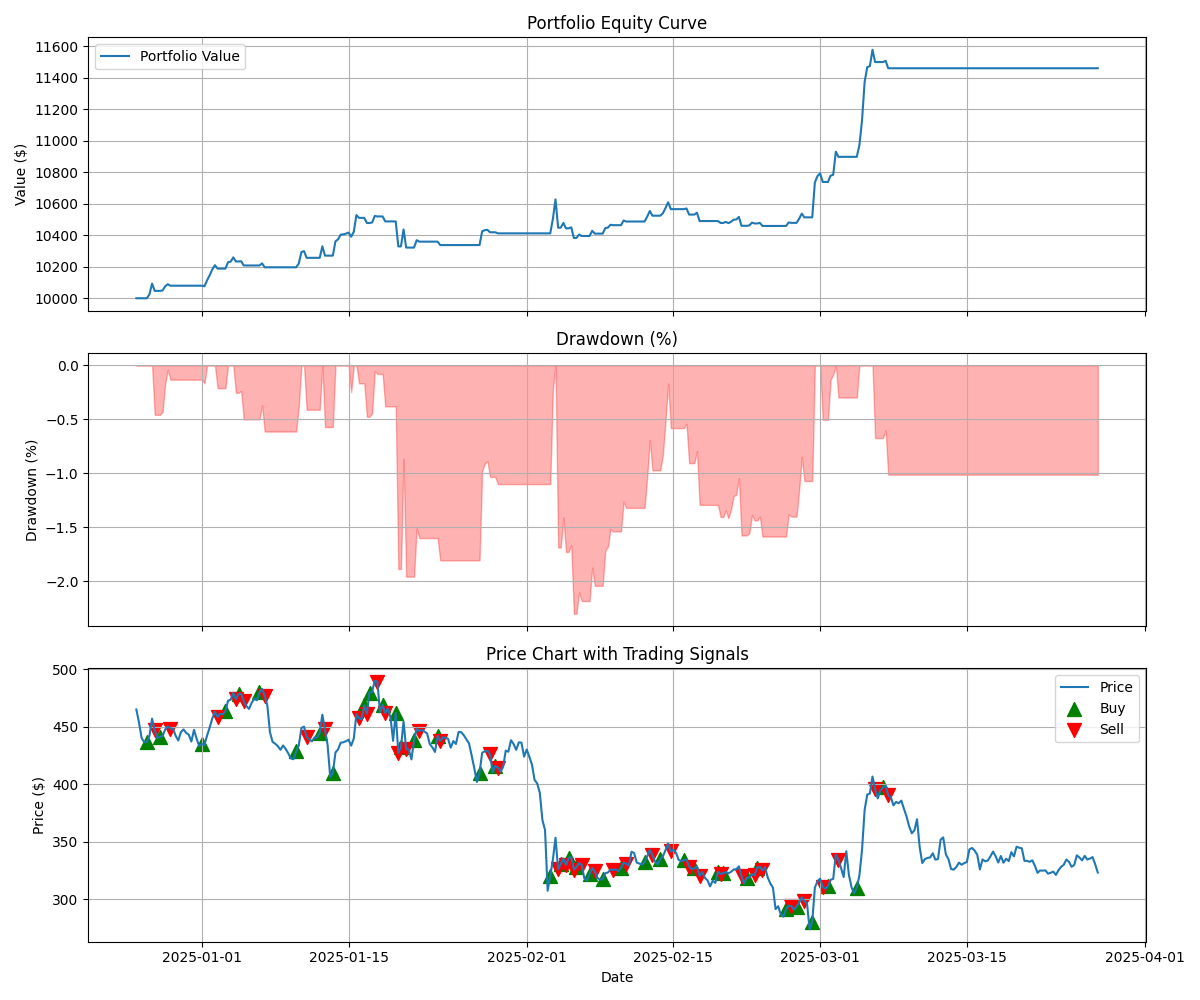 Portfolio Equity Curve
11600
11400
11200
11000
10800
10600
10400
10200
10000
Value ($)
Portfolio Value
Drawdown (%)
0.0
−0.5
−1.0
−1.5
−2.0
Drawdown (%)
Price Chart with Trading Signals
500
450
400
350
300
Price ($)
Price
Buy
Sell
2025-01-01
2025-01-15
2025-02-01
2025-02-15
2025-03-01
2025-03-15
2025-04-01
Date